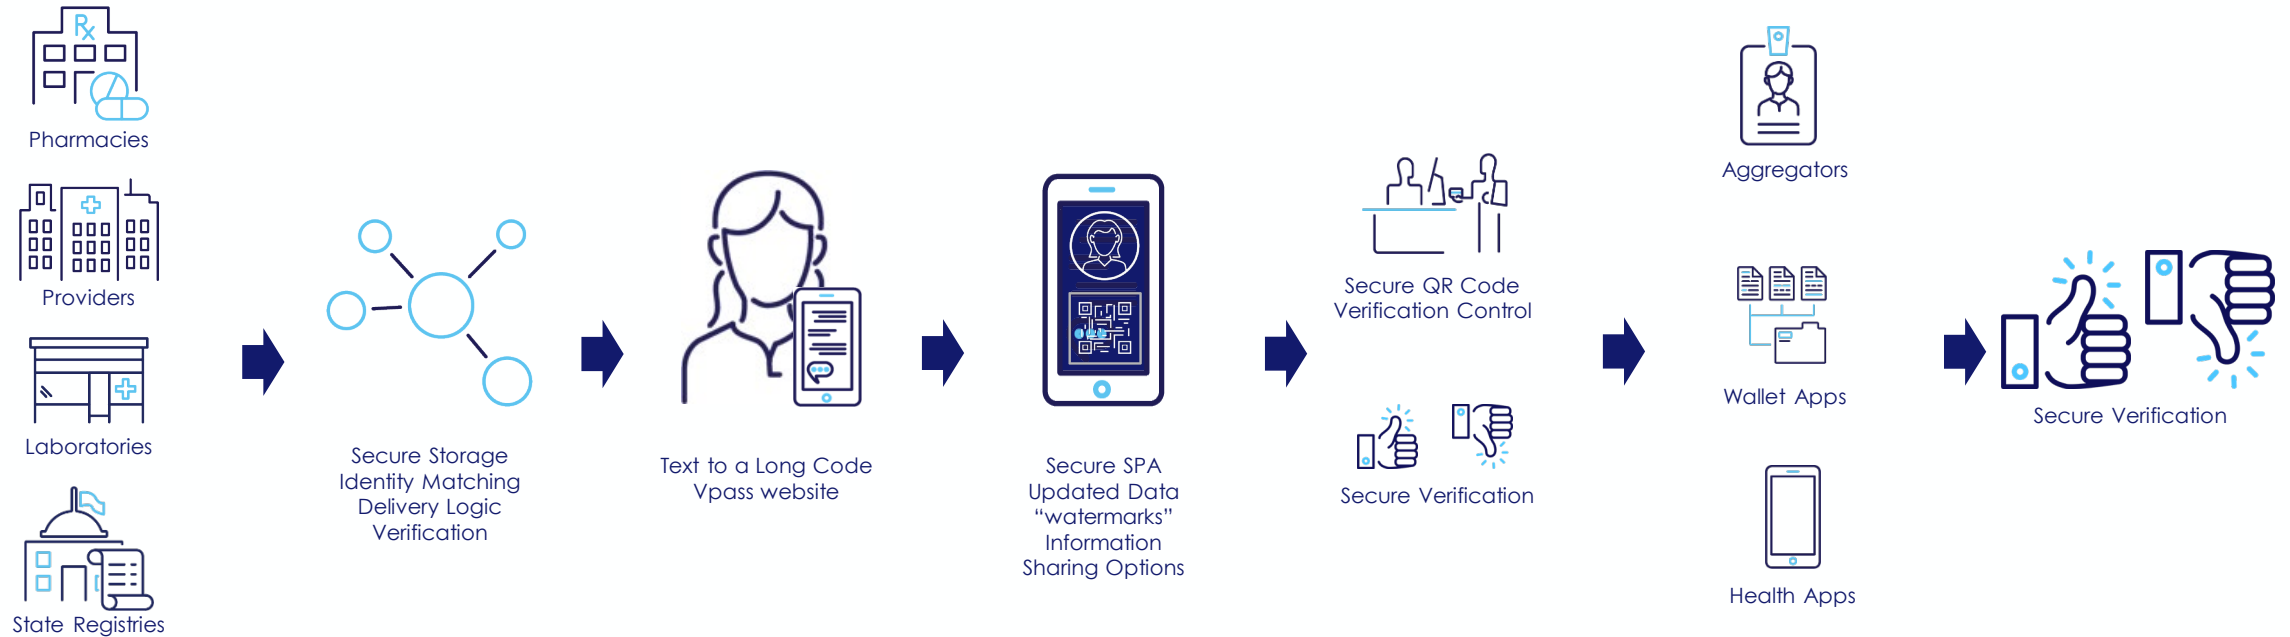 Rx
Pharmacies
Providers
Laboratories
State Registries
Secure Storage
Identity Matching
Delivery Logic
Verification
Text to a Long Code
Vpass website
Secure SPA
Updated Data
“watermarks”
Information
Sharing Options
Secure QR Code
Verification Control
Secure Verification
Aggregators
Wallet Apps
Health Apps
Secure Verification